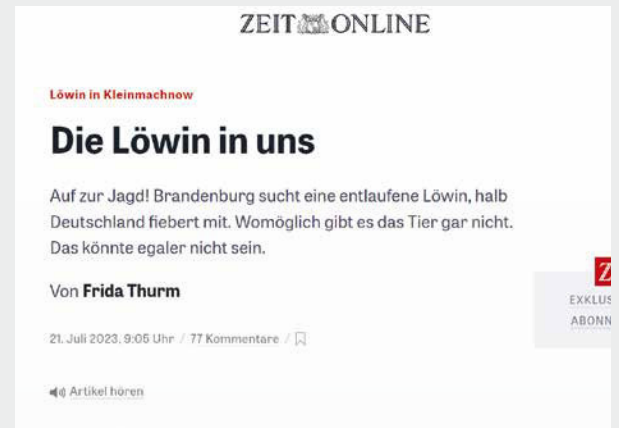 ZEIT ONLINE
Löwin in Kleinmachnow
Die Löwin in uns
Auf zur Jagd! Brandenburg sucht eine entlaufene Löwin, halb
Deutschland fiebert mit. Womöglich gibt es das Tier gar nicht.
Das könnte egaler nicht sein.
Von Frida Thurm
Z
EXKLUS
ABONN
21. Juli 2023, 9:05 Uhr / 77 Kommentare /
Artikel hören